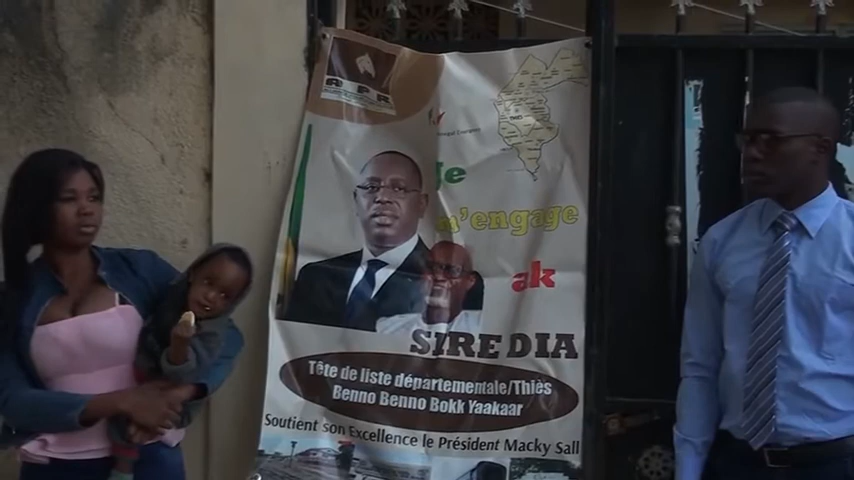 APR
Je
m'engage
ak
SIRE DIA
Tête de liste départementale/Thiès
Benno Benno Bokk Yaakaar
Soutient Son Excellence le Président Macky Sall